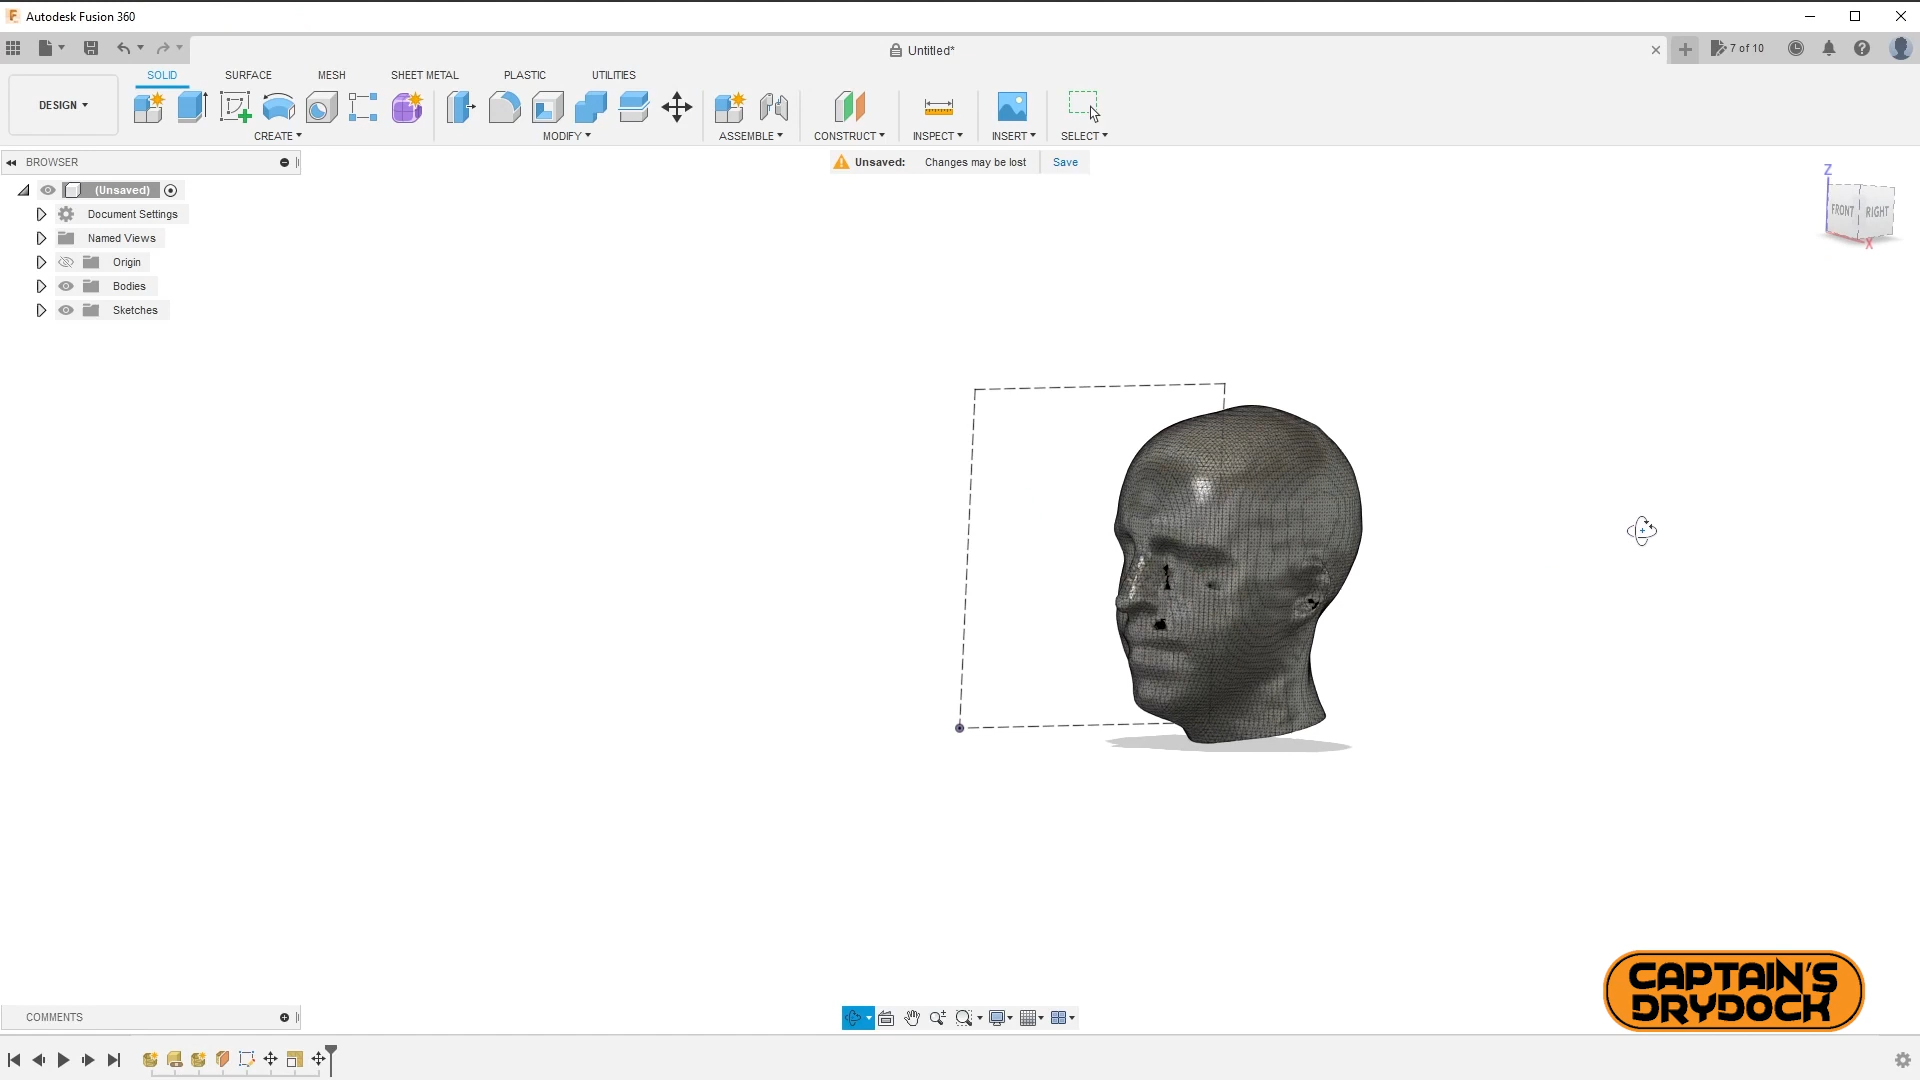 Autodesk Fusion 360
Untitled*
7 of 10
SOLID SURFACE MESH SHEET METAL PLASTIC UTILITIES
DESIGN
CREATE MODIFY ASSEMBLE CONSTRUCT INSPECT INSERT SELECT
BROWSER
Unsaved: Changes may be lost Save
(Unsaved)
Document Settings
Named Views
Origin
Bodies
Sketches
Z
FRONT RIGHT
X
CAPTAIN'S
DRYDOCK
COMMENTS